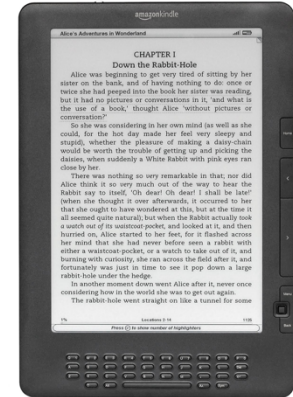 amazonkindle
Alice's Adventures in Wonderland
CHAPTER I
Down the Rabbit-Hole
Alice was beginning to get very tired of sitting by her
sister on the bank, and of having nothing to do: once or
twice she had peeped into the book her sister was reading,
but it had no pictures or conversations in it, 'and what is
the use of a book,' thought Alice 'without pictures or
conversation?'
So she was considering in her own mind (as well as she
could, for the hot day made her feel very sleepy and
stupid), whether the pleasure of making a daisy-chain
would be worth the trouble of getting up and picking the
daisies, when suddenly a White Rabbit with pink eyes ran
close by her.
There was nothing so very remarkable in that; nor did
Alice think it so very much out of the way to hear the
Rabbit say to itself, 'Oh dear! Oh dear! I shall be late!'
(when she thought it over afterwards, it occurred to her
that she ought to have wondered at this, but at the time it
all seemed quite natural); but when the Rabbit actually took
a watch out of its waistcoat-pocket, and looked at it, and then
hurried on, Alice started to her feet, for it flashed across
her mind that she had never before seen a rabbit with
either a waistcoat-pocket, or a watch to take out of it, and
burning with curiosity, she ran across the field after it, and
fortunately was just in time to see it pop down a large
rabbit-hole under the hedge.
In another moment down went Alice after it, never once
considering how in the world she was to get out again.
The rabbit-hole went straight on like a tunnel for some
1% Locations 2-15 1135
Press to show number of highlighters